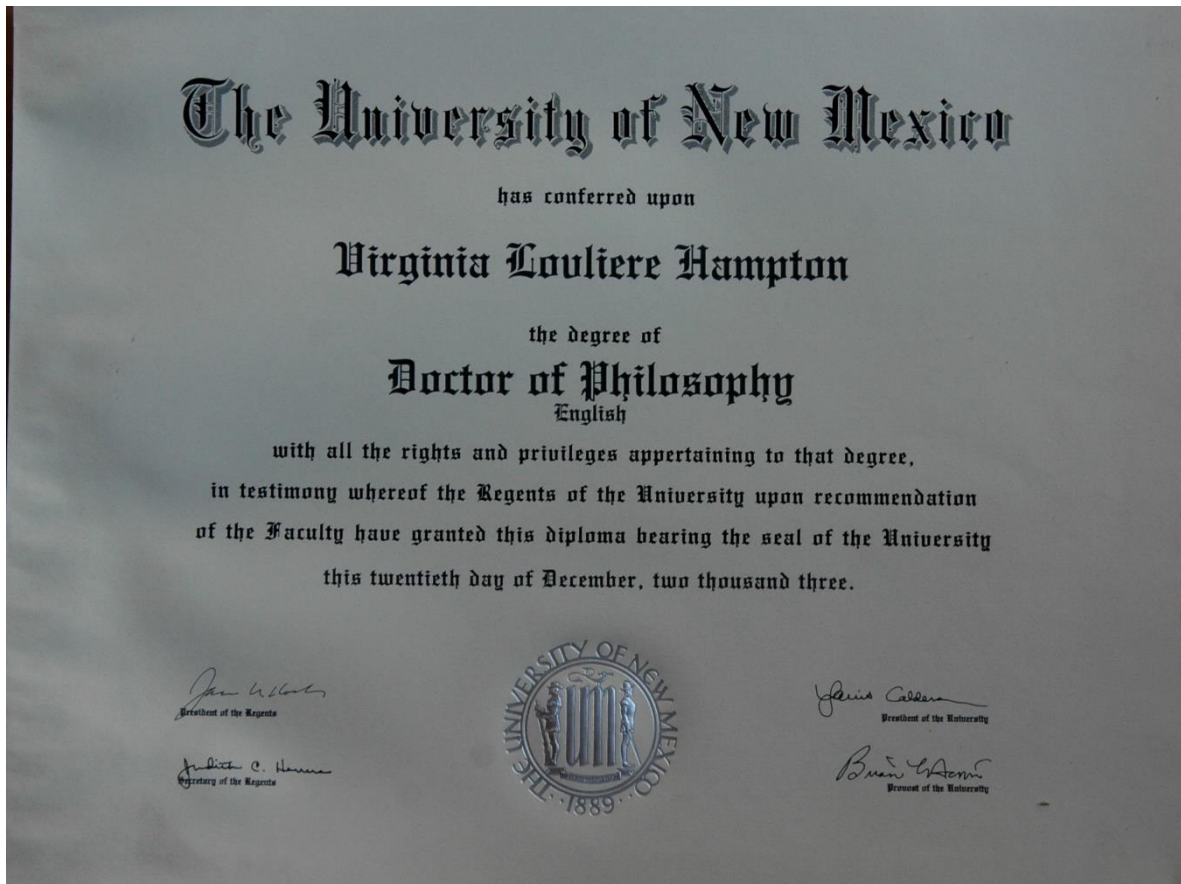 The University of New Mexico
has conferred upon
Virginia Louliere Hampton
the degree of
Doctor of Philosophy
English
with all the rights and privileges appertaining to that degree,
in testimony whereof the Regents of the University upon recommendation
of the Faculty have granted this diploma bearing the seal of the University
this twentieth day of December, two thousand three.
THE UNIVERSITY OF NEW MEXICO
UNM
·1889·
President of the Regents
President of the University
Judith C.
Secretary of the Regents
Brian
Provost of the University